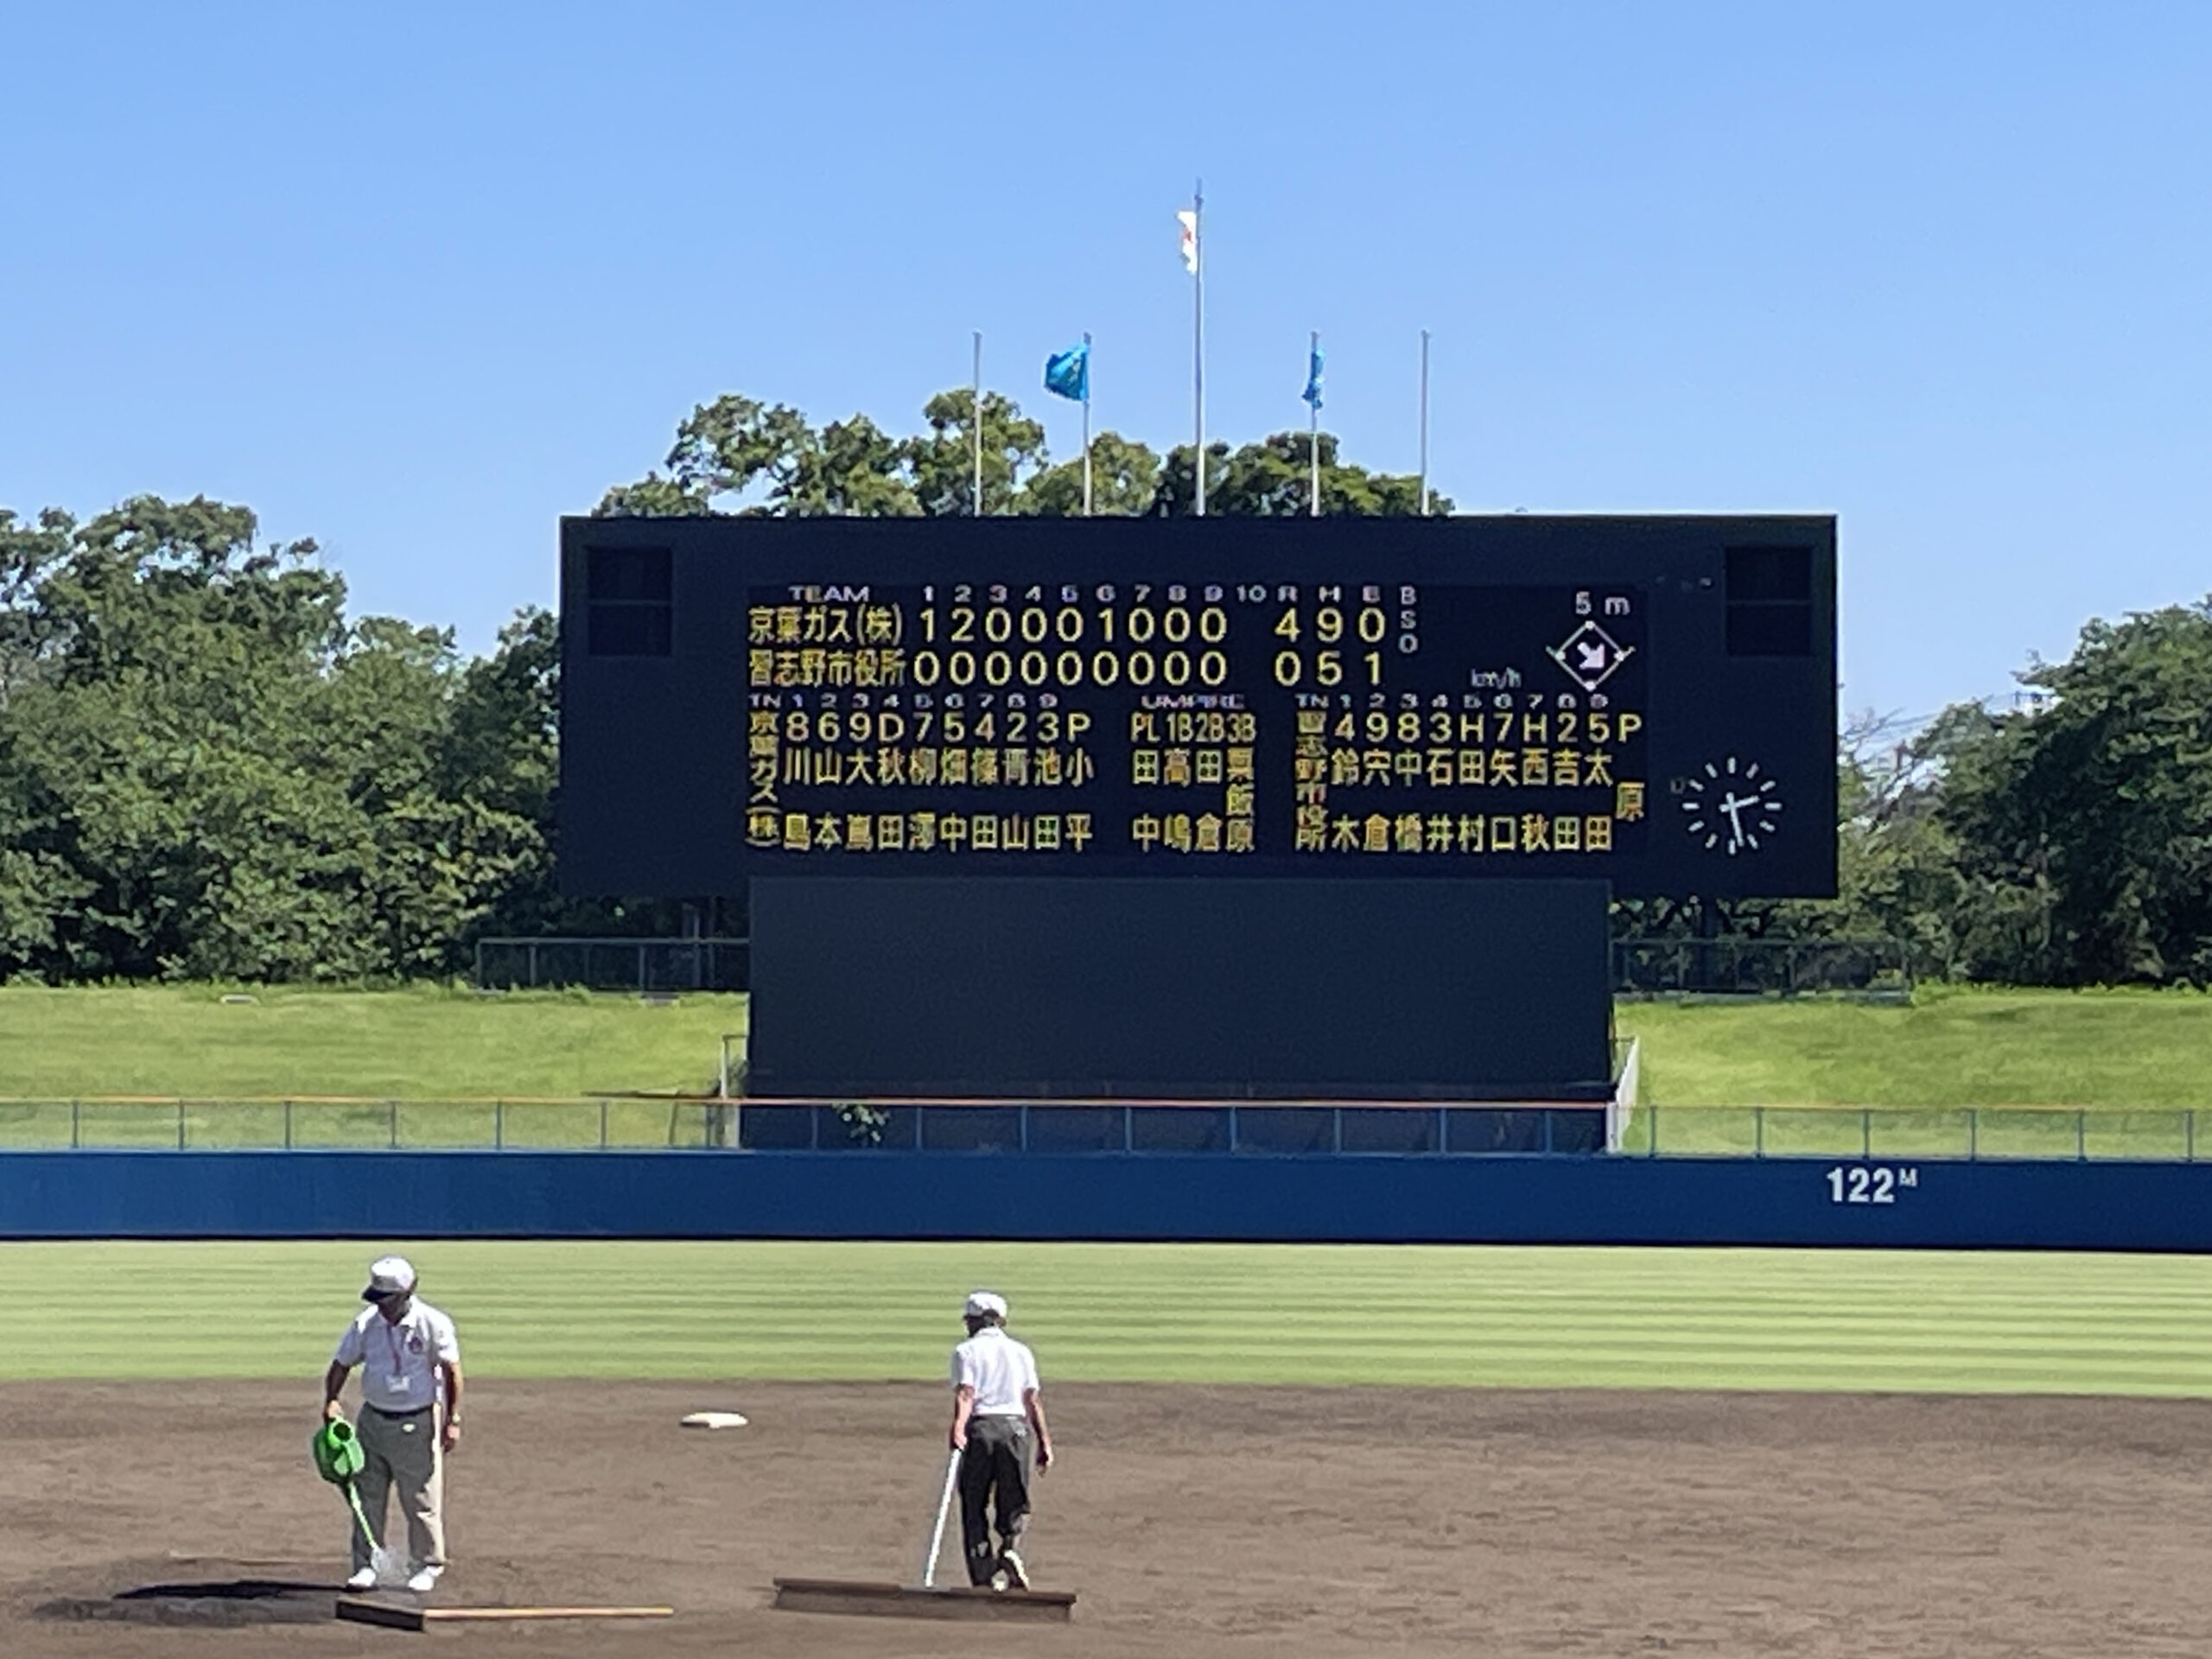 TEAM 1 2 3 4 5 6 7 8 9 10 R H E
京葉ガス(株) 1 2 0 0 0 1 0 0 0 4 9 0
習志野市役所 0 0 0 0 0 0 0 0 0 0 5 1
B
S
O
5 m
km/h
TN 1 2 3 4 5 6 7 8 9
京葉ガス(株)
8 6 9 D 7 5 4 2 3 P
川島
山本
大嶌
秋田
柳澤
畑中
篠田
青山
池田
小平
UMPIRE
PL 1B 2B 3B
田中
高嶋
田倉
栗飯原
TN 1 2 3 4 5 6 7 8 9
習志野市役所
4 9 8 3 H 7 H 2 5 P
鈴木
宍倉
中橋
石井
田村
矢口
西秋
吉田
太田
原
122M